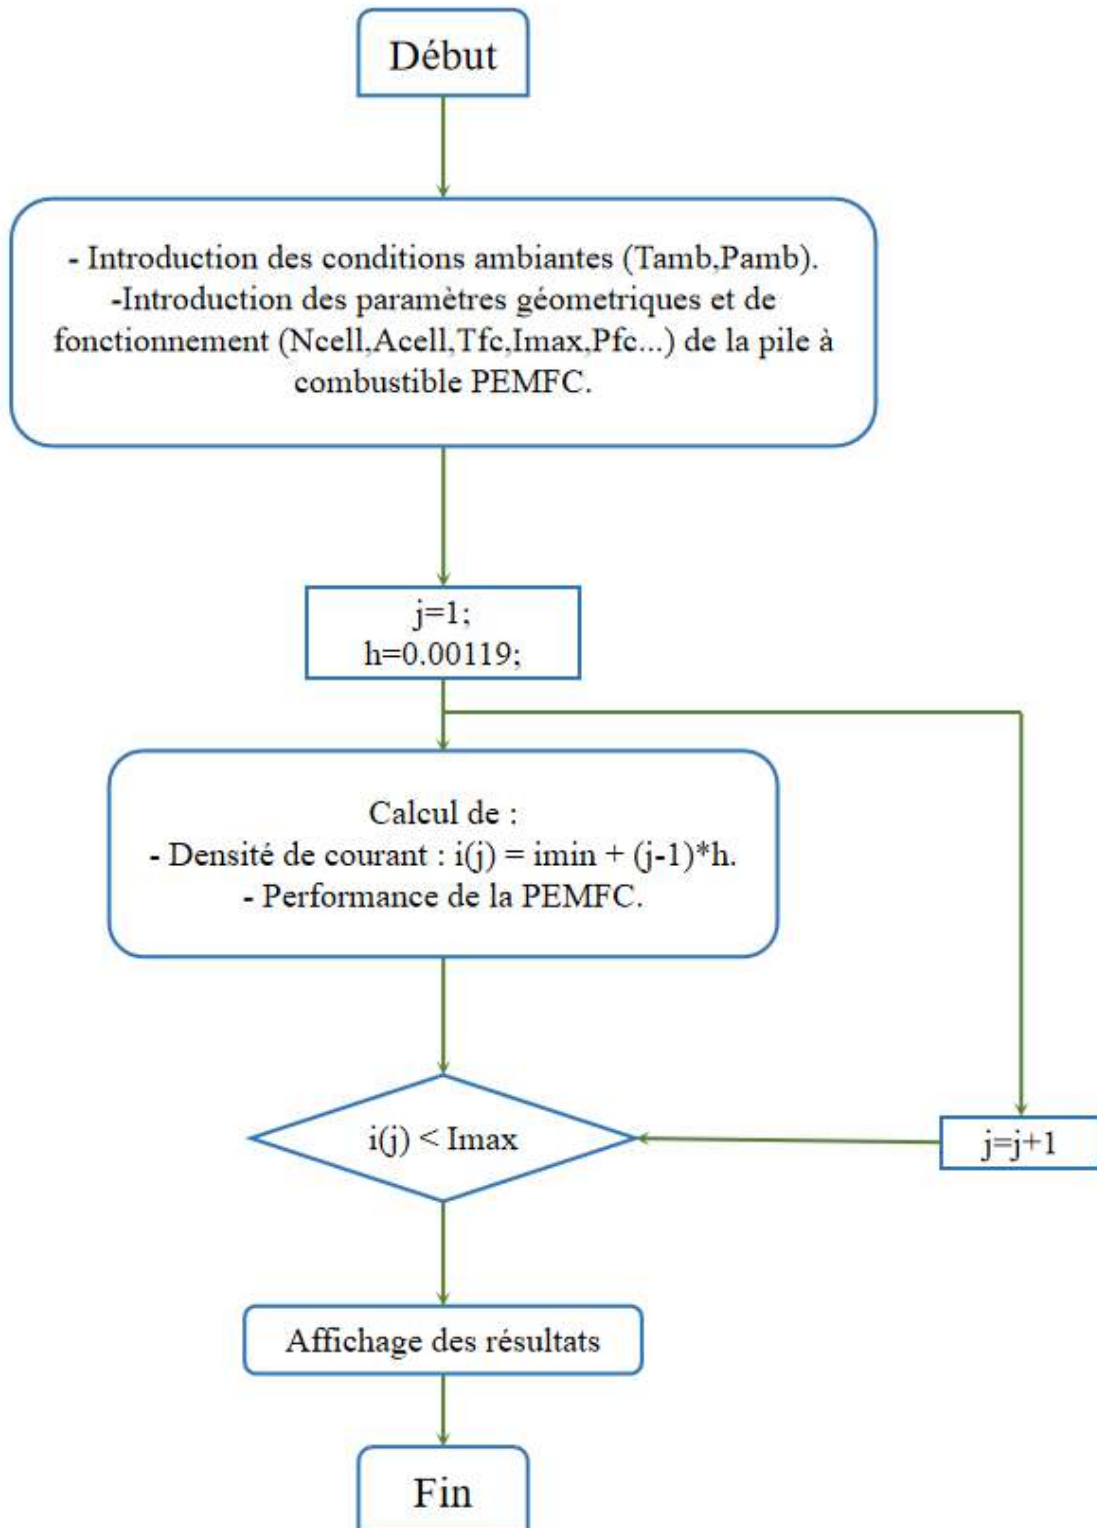 Début
- Introduction des conditions ambiantes (Tamb,Pamb).
-Introduction des paramètres géometriques et de
fonctionnement (Ncell,Acell,Tfc,Imax,Pfc...) de la pile à
combustible PEMFC.
j=1;
h=0.00119;
Calcul de :
- Densité de courant : i(j) = imin + (j-1)*h.
- Performance de la PEMFC.
i(j) < Imax
j=j+1
Affichage des résultats
Fin